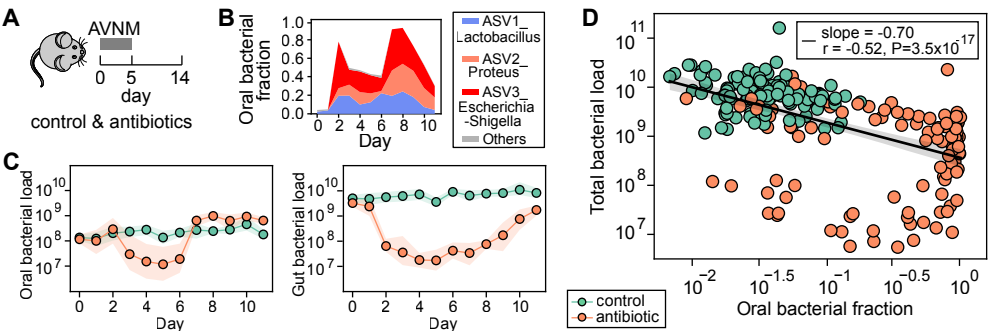 A
AVNM
0 5 14
day
control & antibiotics
B
Oral bacterial
fraction
1.0
0.8
0.6
0.4
0.2
0.0
0 2 4 6 8 10
Day
ASV1_
Lactobacillus
ASV2_
Proteus
ASV3_
Escherichia
-Shigella
Others
C
Oral bacterial load
10^10
10^9
10^8
10^7
0 2 4 6 8 10
Day
Gut bacterial load
10^10
10^9
10^8
10^7
0 2 4 6 8 10
Day
control
antibiotic
D
Total bacterial load
10^11
10^10
10^9
10^8
10^7
slope = -0.70
r = -0.52, P=3.5x10^-17
10^-2 10^-1.5 10^-1 10^-0.5 10^0
Oral bacterial fraction